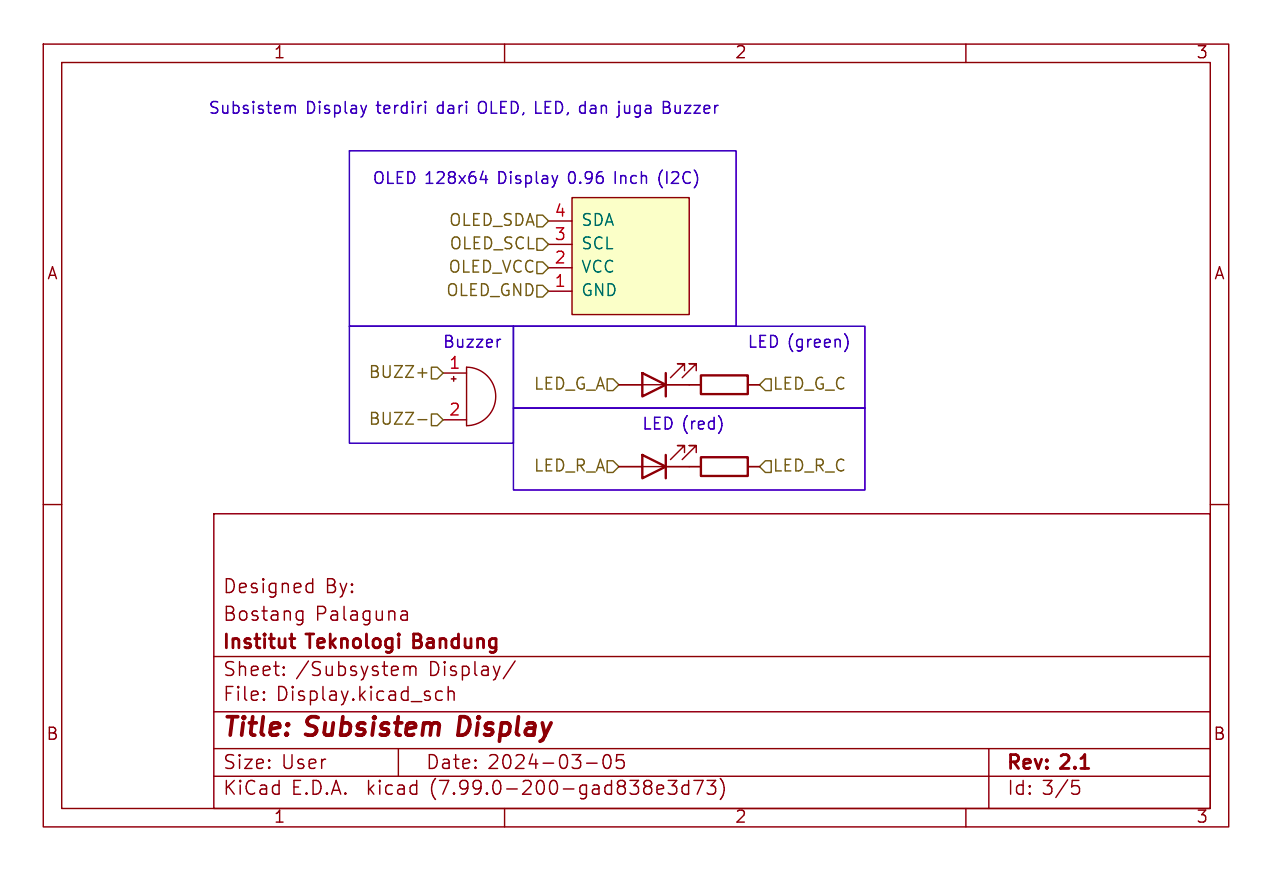 1 2 3
Subsistem Display terdiri dari OLED, LED, dan juga Buzzer
OLED 128x64 Display 0.96 Inch (I2C)
OLED_SDA 4 SDA
OLED_SCL 3 SCL
A A
OLED_VCC 2 VCC
OLED_GND 1 GND
Buzzer
LED (green)
BUZZ+ 1
+
LED_G_A LED_G_C
BUZZ- 2
LED (red)
LED_R_A LED_R_C
Designed By:
Bostang Palaguna
Institut Teknologi Bandung
Sheet: /Subsystem Display/
File: Display.kicad_sch
Title: Subsistem Display
B B
Size: User Date: 2024-03-05 Rev: 2.1
KiCad E.D.A. kicad (7.99.0-200-gad838e3d73) Id: 3/5
1 2 3